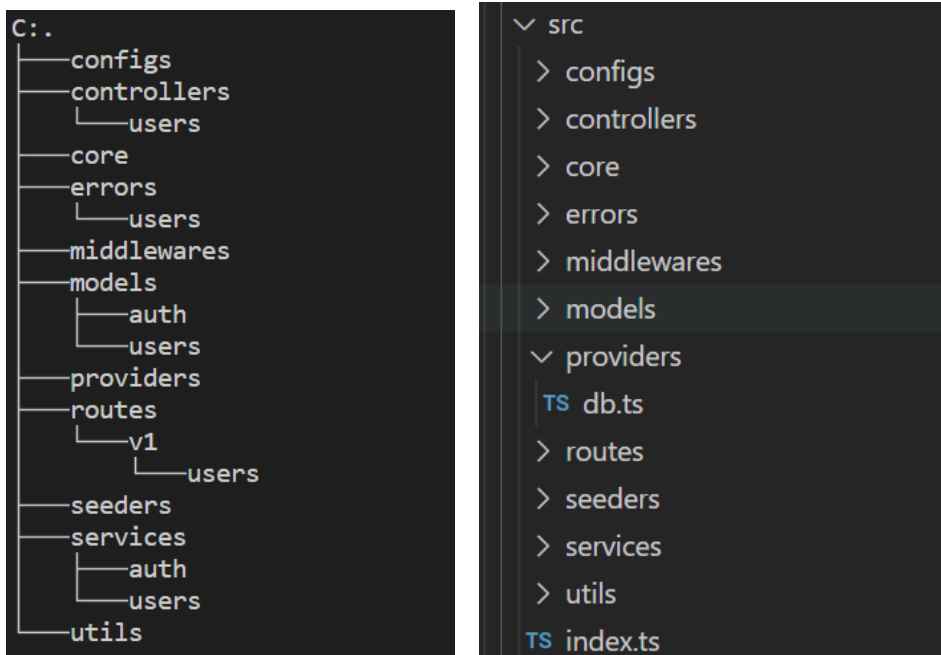 C:.
configs
controllers
users
core
errors
users
middlewares
models
auth
users
providers
routes
v1
users
seeders
services
auth
users
utils
src
configs
controllers
core
errors
middlewares
models
providers
TS db.ts
routes
seeders
services
utils
TS index.ts